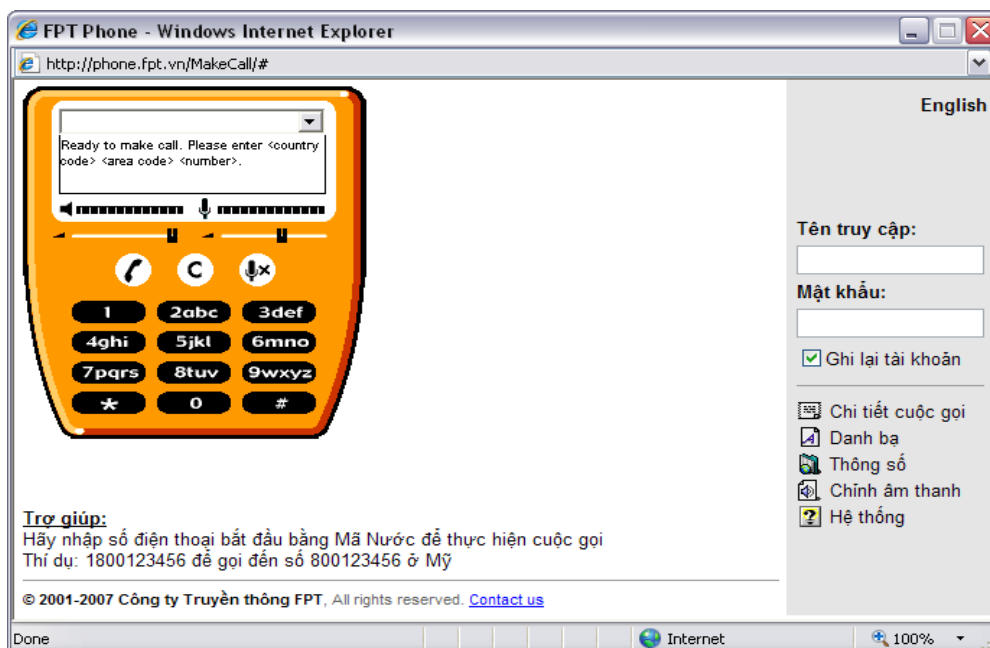 FPT Phone - Windows Internet Explorer
http://phone.fpt.vn/MakeCall/#
English
Ready to make call. Please enter <country
code> <area code> <number>.
C
1 2abc 3def
4ghi 5jkl 6mno
7pqrs 8tuv 9wxyz
* 0 #
Tên truy cập:
Mật khẩu:
Ghi lại tài khoản
Chi tiết cuộc gọi
Danh bạ
Thông số
Chỉnh âm thanh
Hệ thống
Trợ giúp:
Hãy nhập số điện thoại bắt đầu bằng Mã Nước để thực hiện cuộc gọi
Thí dụ: 1800123456 để gọi đến số 800123456 ở Mỹ
© 2001-2007 Công ty Truyền thông FPT, All rights reserved. Contact us
Done Internet 100%